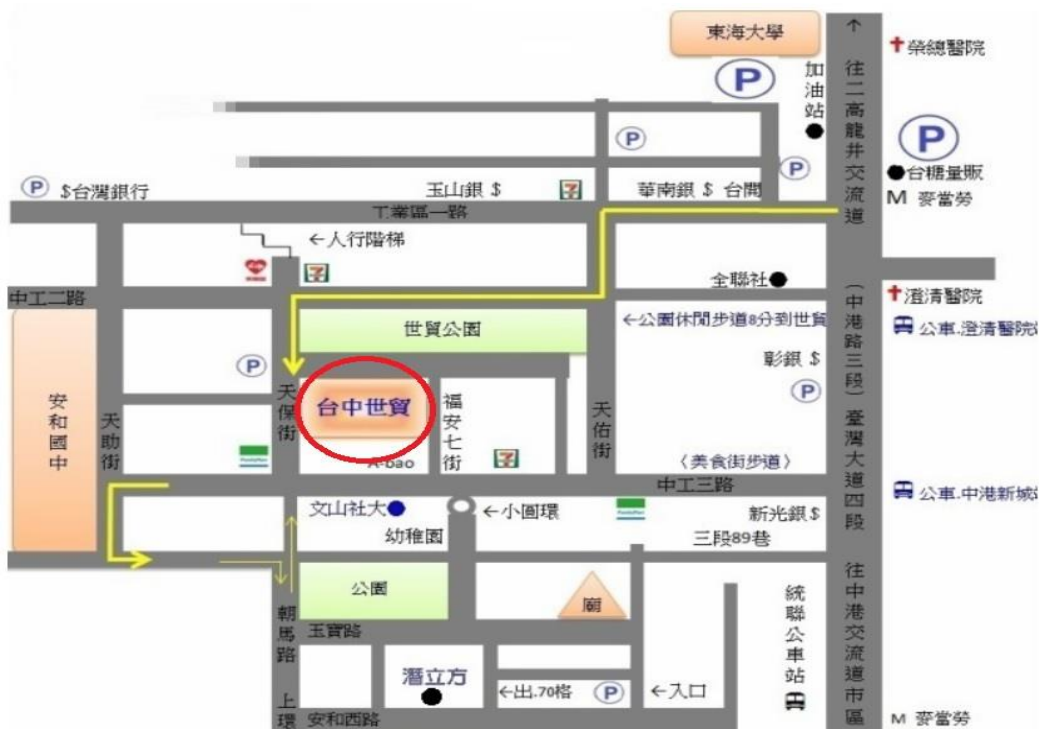 東海大學
P
加油站
↑往二高龍井交流道
榮總醫院
P
台糖量販
M 麥當勞
P
P
P
$台灣銀行
玉山銀 $
7
華南銀 $
台開
工業區一路
←人行階梯
7
全聯社
中工二路
(中港路三段)臺灣大道四段
澄清醫院
世貿公園
←公園休閒步道8分到世貿
公車.澄清醫院站
P
彰銀 $
P
安和國中
天助街
天保街
台中世貿
福安七街
天佑街
FamilyMart
A-bao
7
〈美食街步道〉
中工三路
公車.中港新城站
文山社大
←小圓環
FamilyMart
新光銀$
幼稚園
三段89巷
公園
廟
往中港交流道市區
統聯公車站
朝馬路
玉寶路
潛立方
←出.70格
P
←入口
上環
安和西路
M 麥當勞